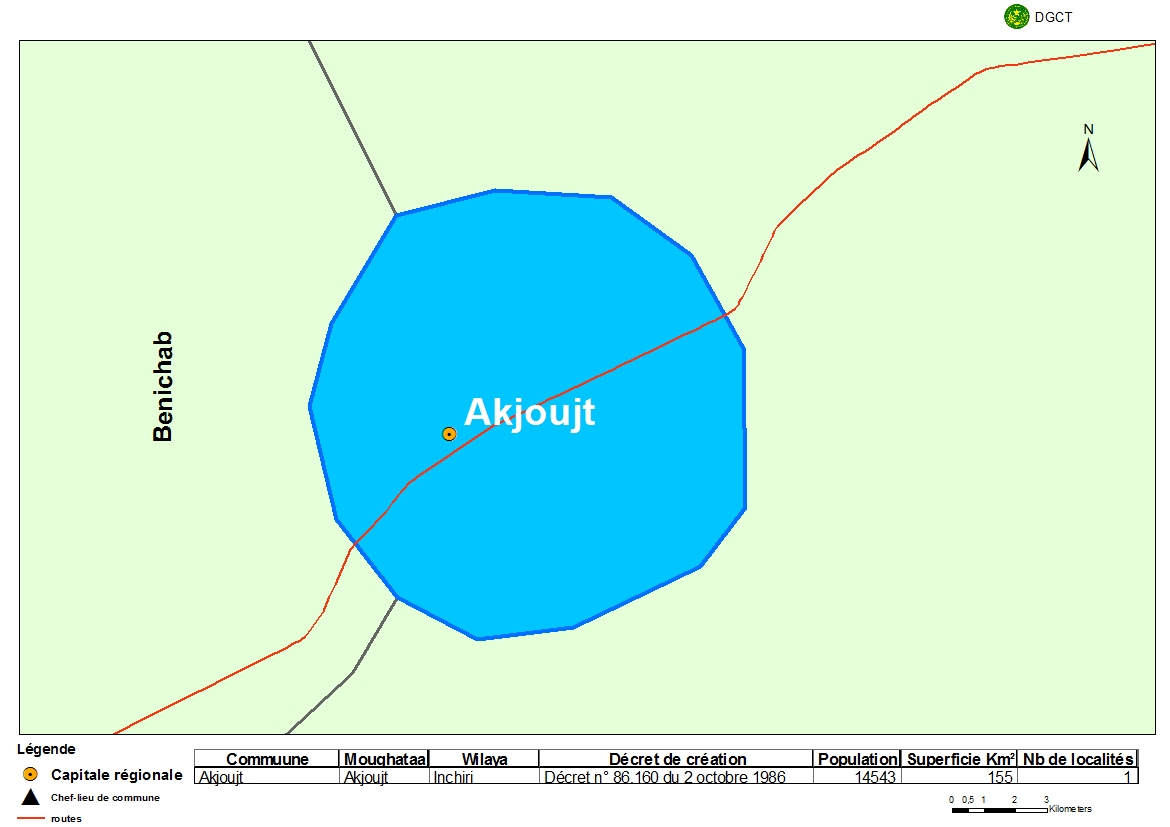 DGCT
N
Benichab
Akjoujt
Légende
Capitale régionale
Chef-lieu de commune
routes
Commuune Moughataa Wilaya Décret de création Population Superficie Km² Nb de localités
Akjoujt Akjoujt Inchiri Décret n° 86.160 du 2 octobre 1986 14543 155 1
0 0,5 1 2 3
Kilometers